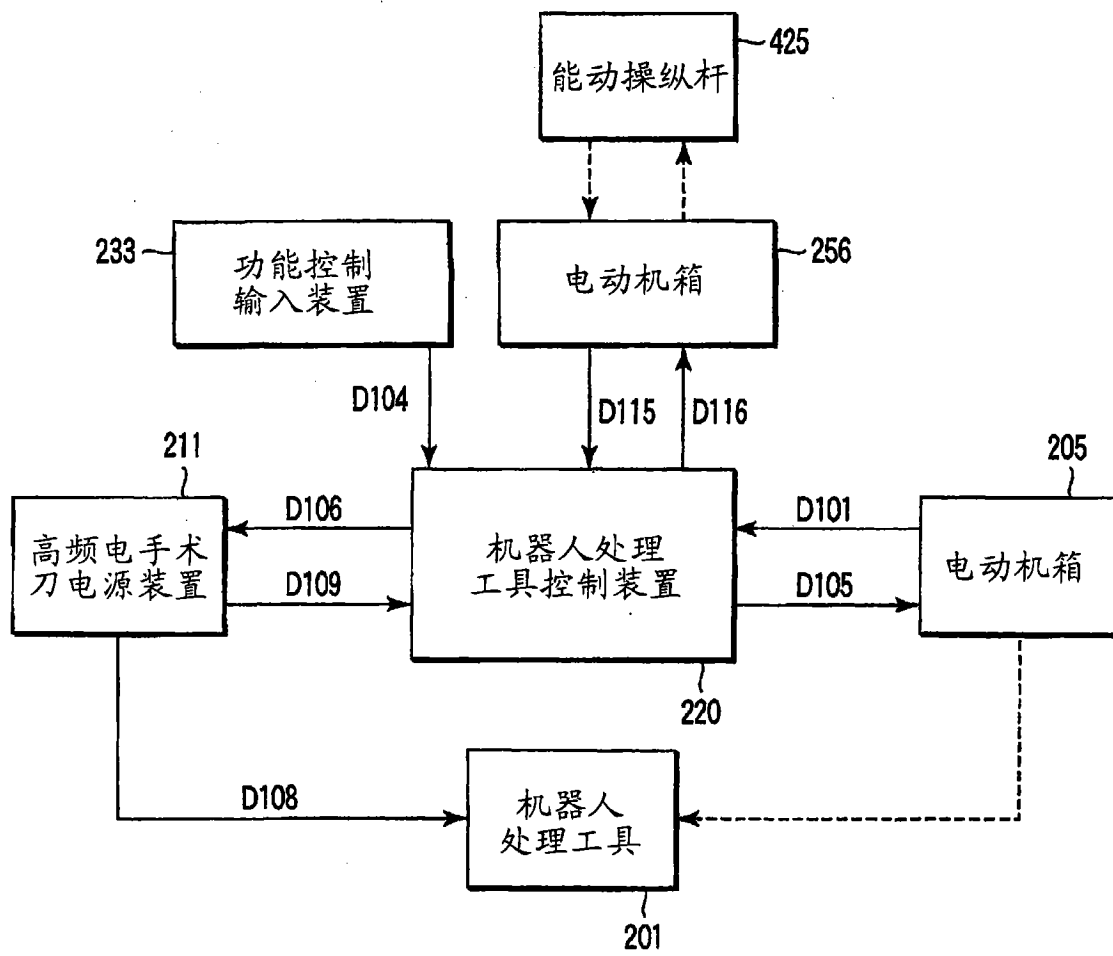 425
能动操纵杆
233
功能控制
输入装置
256
电动机箱
D104
D115
D116
211
高频电手术
刀电源装置
D106
D109
机器人处理
工具控制装置
220
D101
D105
205
电动机箱
D108
机器人
处理工具
201